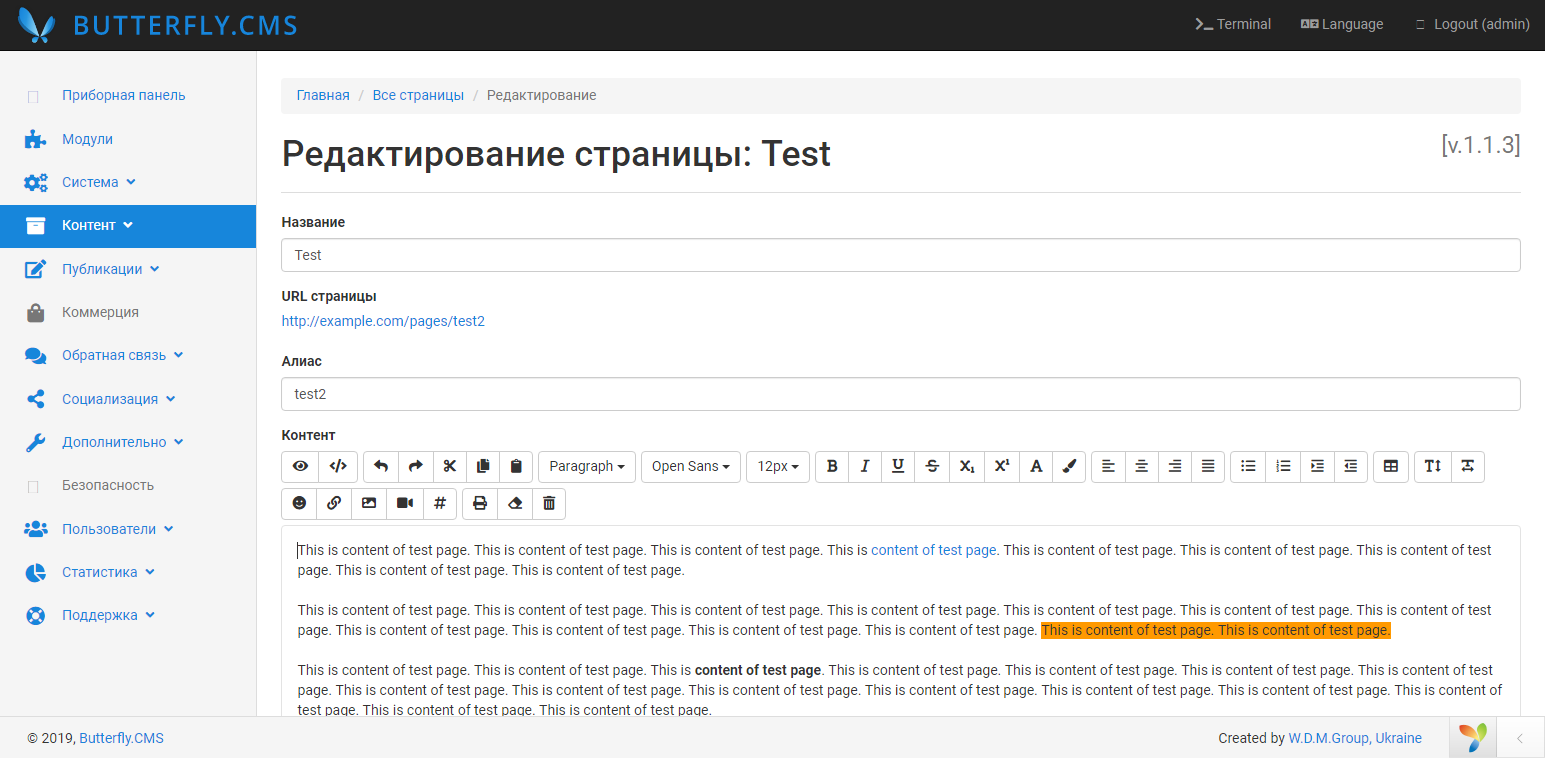 BUTTERFLY.CMS
Terminal
Language
Logout (admin)
Приборная панель
Модули
Система
Контент
Публикации
Коммерция
Обратная связь
Социализация
Дополнительно
Безопасность
Пользователи
Статистика
Поддержка
Главная / Все страницы / Редактирование
Редактирование страницы: Test
[v.1.1.3]
Название
Test
URL страницы
http://example.com/pages/test2
Алиас
test2
Контент
Paragraph Open Sans 12px
This is content of test page. This is content of test page. This is content of test page. This is content of test page. This is content of test page. This is content of test page. This is content of test
page. This is content of test page. This is content of test page.
This is content of test page. This is content of test page. This is content of test page. This is content of test page. This is content of test page. This is content of test page. This is content of test
page. This is content of test page. This is content of test page. This is content of test page. This is content of test page. This is content of test page. This is content of test page.
This is content of test page. This is content of test page. This is content of test page. This is content of test page. This is content of test page. This is content of test page. This is content of test
page. This is content of test page. This is content of test page. This is content of test page. This is content of test page. This is content of test page. This is content of test page. This is content of
test page. This is content of test page. This is content of test page.
© 2019, Butterfly.CMS
Created by W.D.M.Group, Ukraine